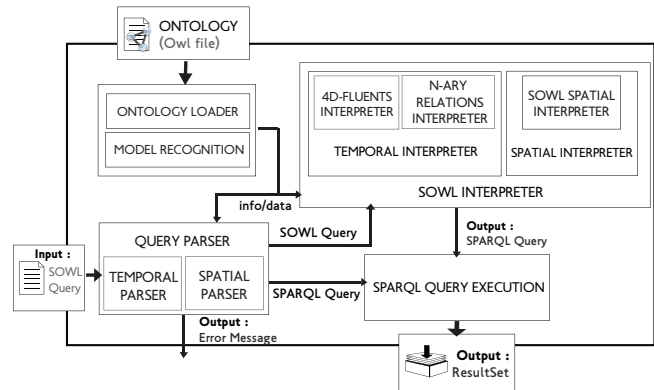 ONTOLOGY
(Owl file)
ONTOLOGY LOADER
MODEL RECOGNITION
4D-FLUENTS
INTERPRETER
N-ARY
RELATIONS
INTERPRETER
TEMPORAL INTERPRETER
SOWL SPATIAL
INTERPRETER
SPATIAL INTERPRETER
SOWL INTERPRETER
info/data
SOWL Query
Output :
SPARQL Query
Input :
SOWL
Query
QUERY PARSER
TEMPORAL
PARSER
SPATIAL
PARSER
SPARQL Query
SPARQL QUERY EXECUTION
Output :
Error Message
Output :
ResultSet